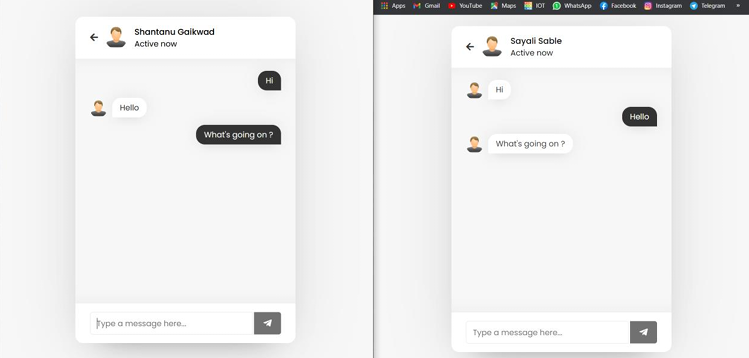 Shantanu Gaikwad
Active now
Hi
Hello
What's going on ?
Type a message here...
Apps Gmail YouTube Maps IOT WhatsApp Facebook Instagram Telegram »
Sayali Sable
Active now
Hi
Hello
What's going on ?
Type a message here...